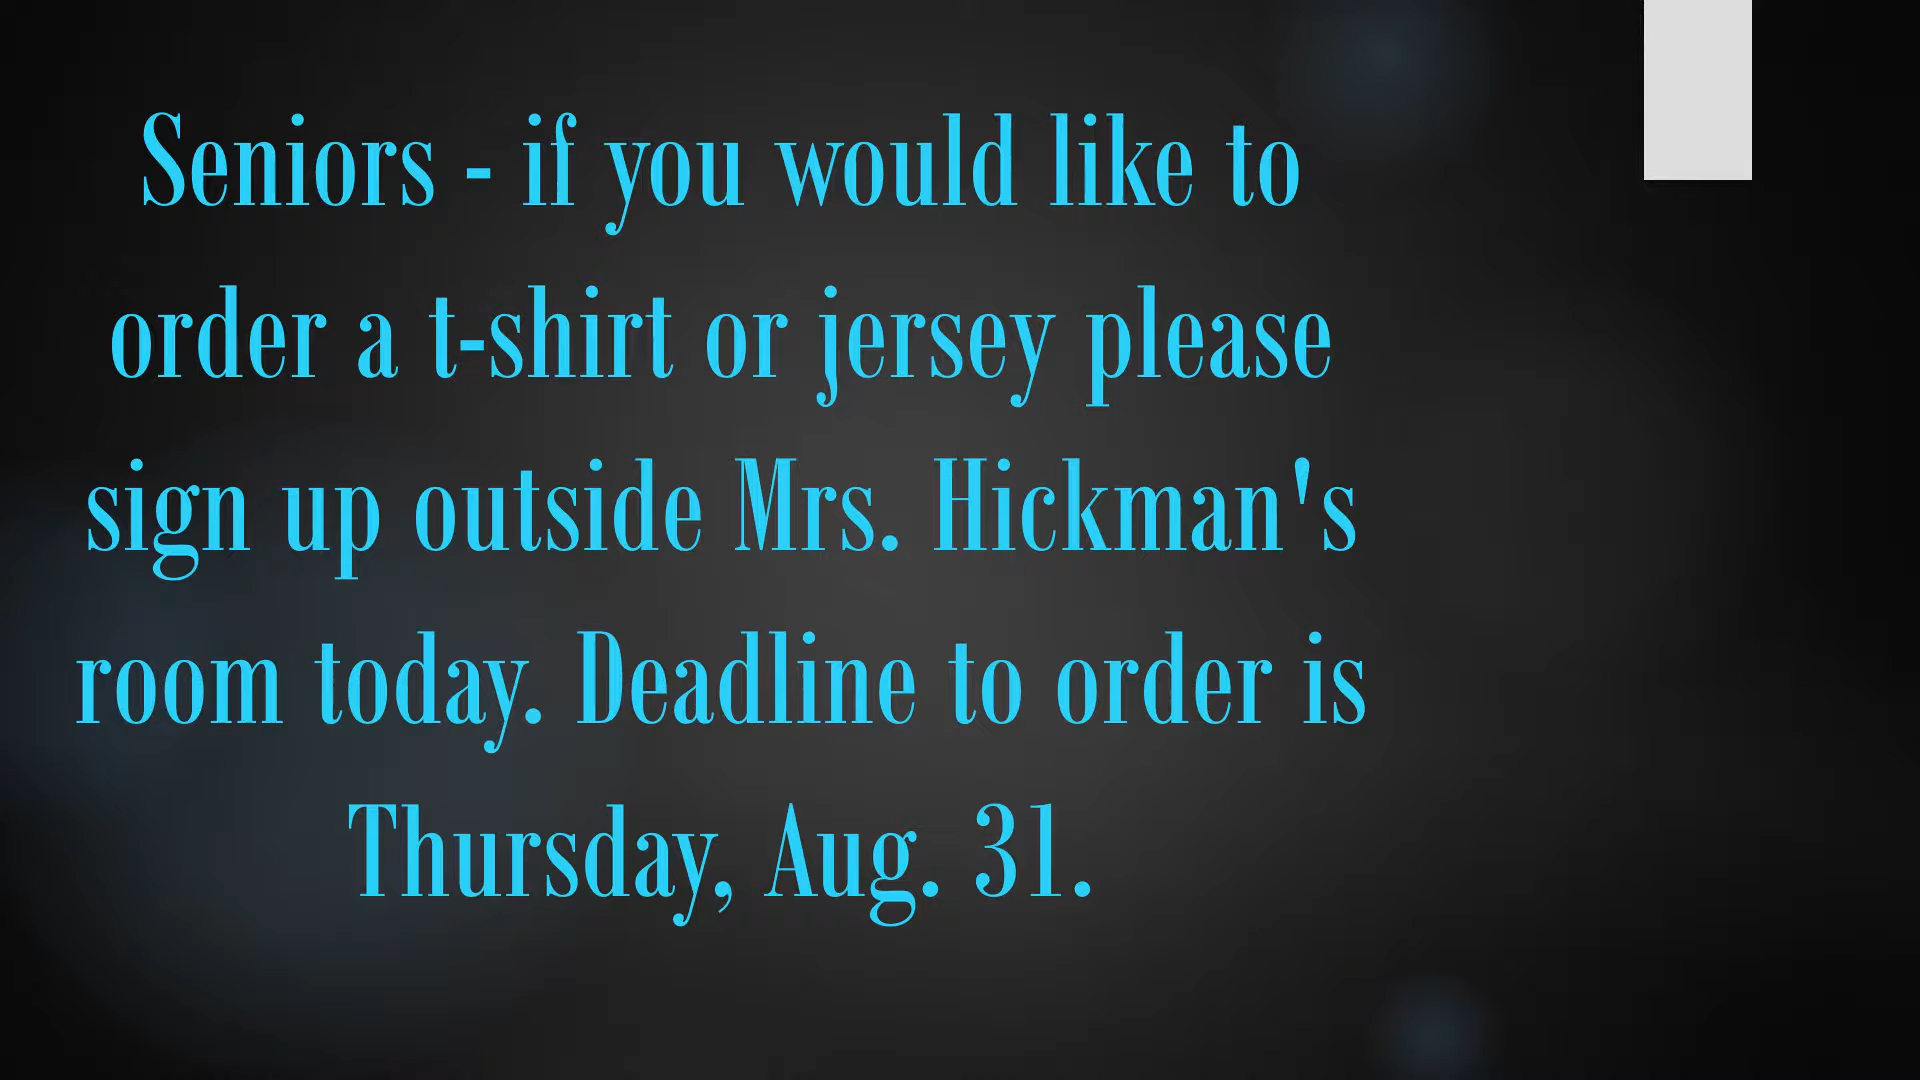 Seniors - if you would like to
order a t-shirt or jersey please
sign up outside Mrs. Hickman's
room today. Deadline to order is
Thursday, Aug. 31.